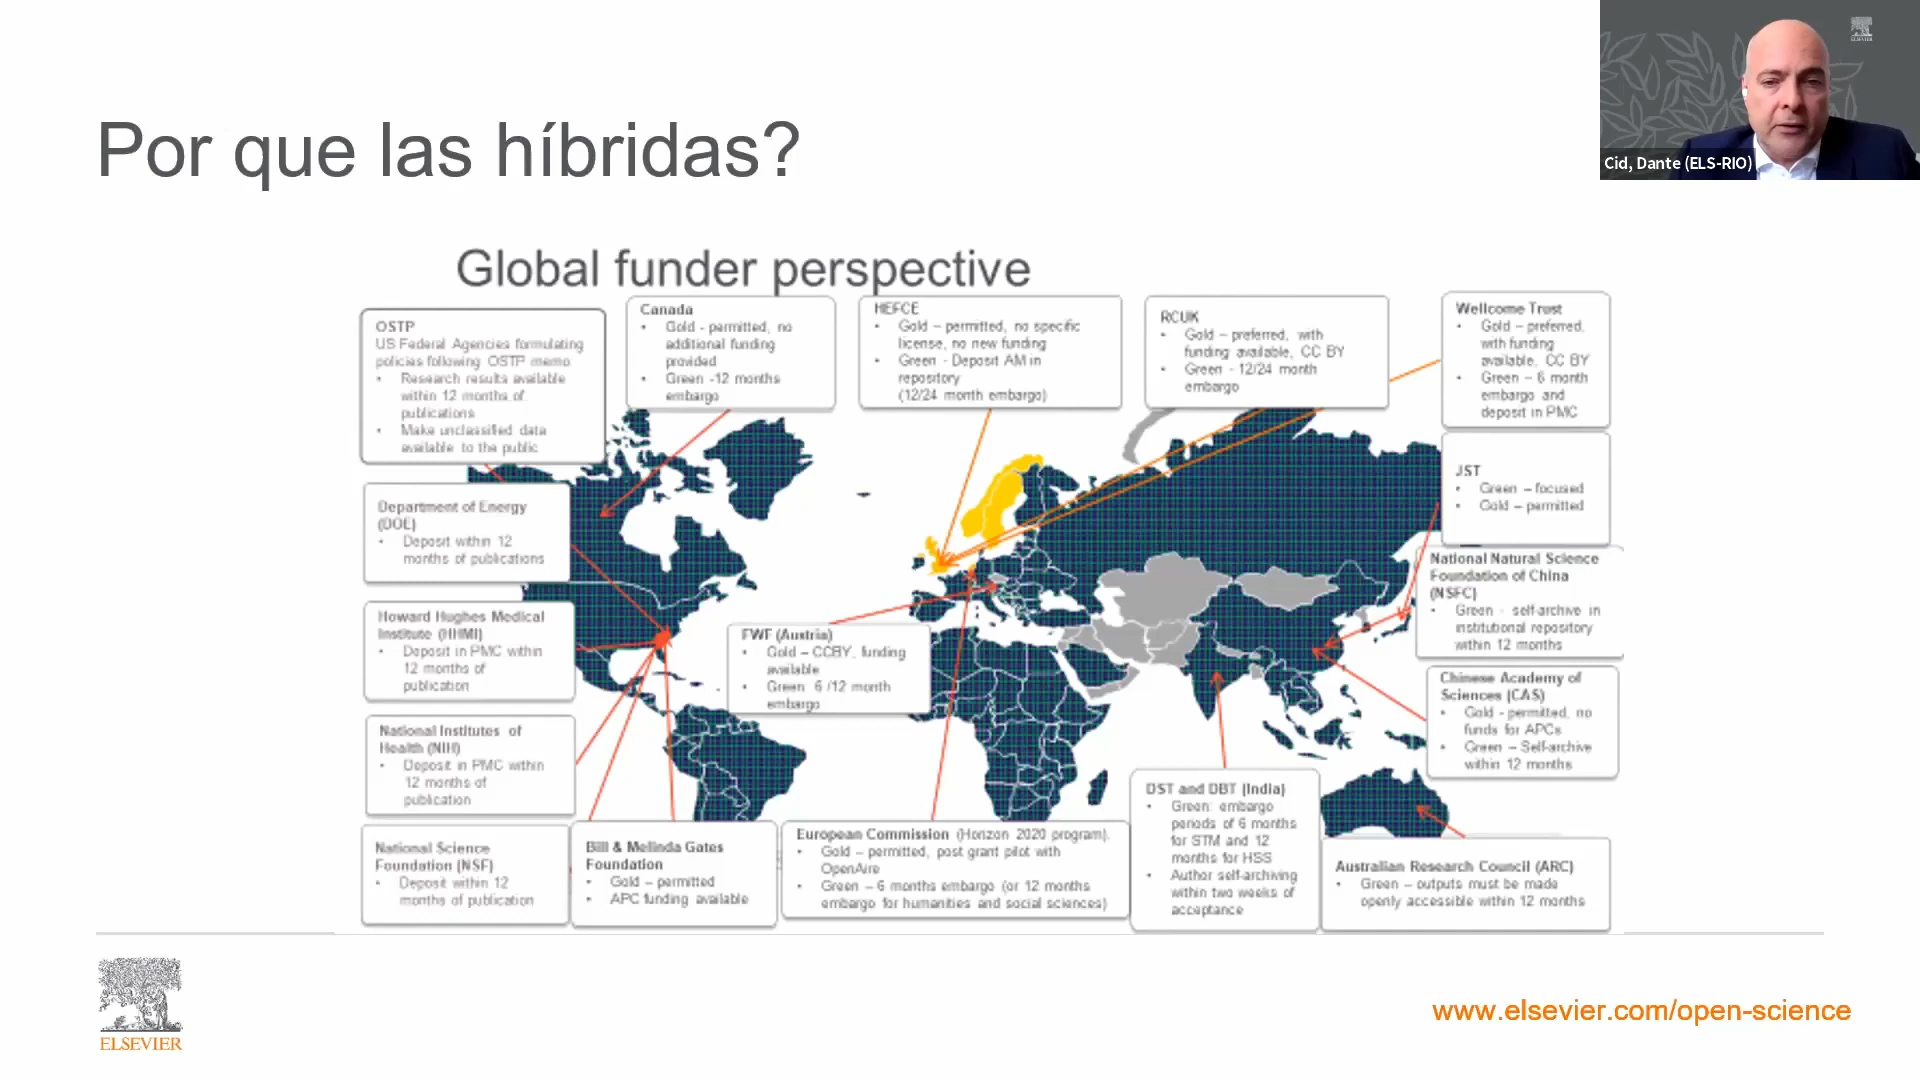 Por que las híbridas?
Cid, Dante (ELS-RIO)
ELSEVIER
Global funder perspective
OSTP
US Federal Agencies formulating
policies following OSTP memo
• Research results available
within 12 months of
publications
• Make unclassified data
available to the public
Canada
• Gold - permitted, no
additional funding
provided
• Green -12 months
embargo
HEFCE
• Gold – permitted, no specific
license, no new funding
• Green - Deposit AM in
repository
(12/24 month embargo)
RCUK
• Gold – preferred, with
funding available, CC BY
• Green - 12/24 month
embargo
Wellcome Trust
• Gold – preferred,
with funding
available, CC BY
• Green – 6 month
embargo and
deposit in PMC
JST
• Green – focused
• Gold – permitted
Department of Energy
(DOE)
• Deposit within 12
months of publications
National Natural Science
Foundation of China
(NSFC)
• Green - self-archive in
institutional repository
within 12 months
Howard Hughes Medical
Institute (HHMI)
• Deposit in PMC within
12 months of
publication
FWF (Austria)
• Gold – CCBY, funding
available
• Green 6 /12 month
embargo
Chinese Academy of
Sciences (CAS)
• Gold - permitted, no
funds for APCs
• Green – Self-archive
within 12 months
National Institutes of
Health (NIH)
• Deposit in PMC within
12 months of
publication
DST and DBT (India)
• Green: embargo
periods of 6 months
for STM and 12
months for HSS
• Author self-archiving
within two weeks of
acceptance
National Science
Foundation (NSF)
• Deposit within 12
months of publication
Bill & Melinda Gates
Foundation
• Gold – permitted
• APC funding available
European Commission (Horizon 2020 program).
• Gold – permitted, post grant pilot with
OpenAire
• Green – 6 months embargo (or 12 months
embargo for humanities and social sciences)
Australian Research Council (ARC)
• Green – outputs must be made
openly accessible within 12 months
ELSEVIER
www.elsevier.com/open-science